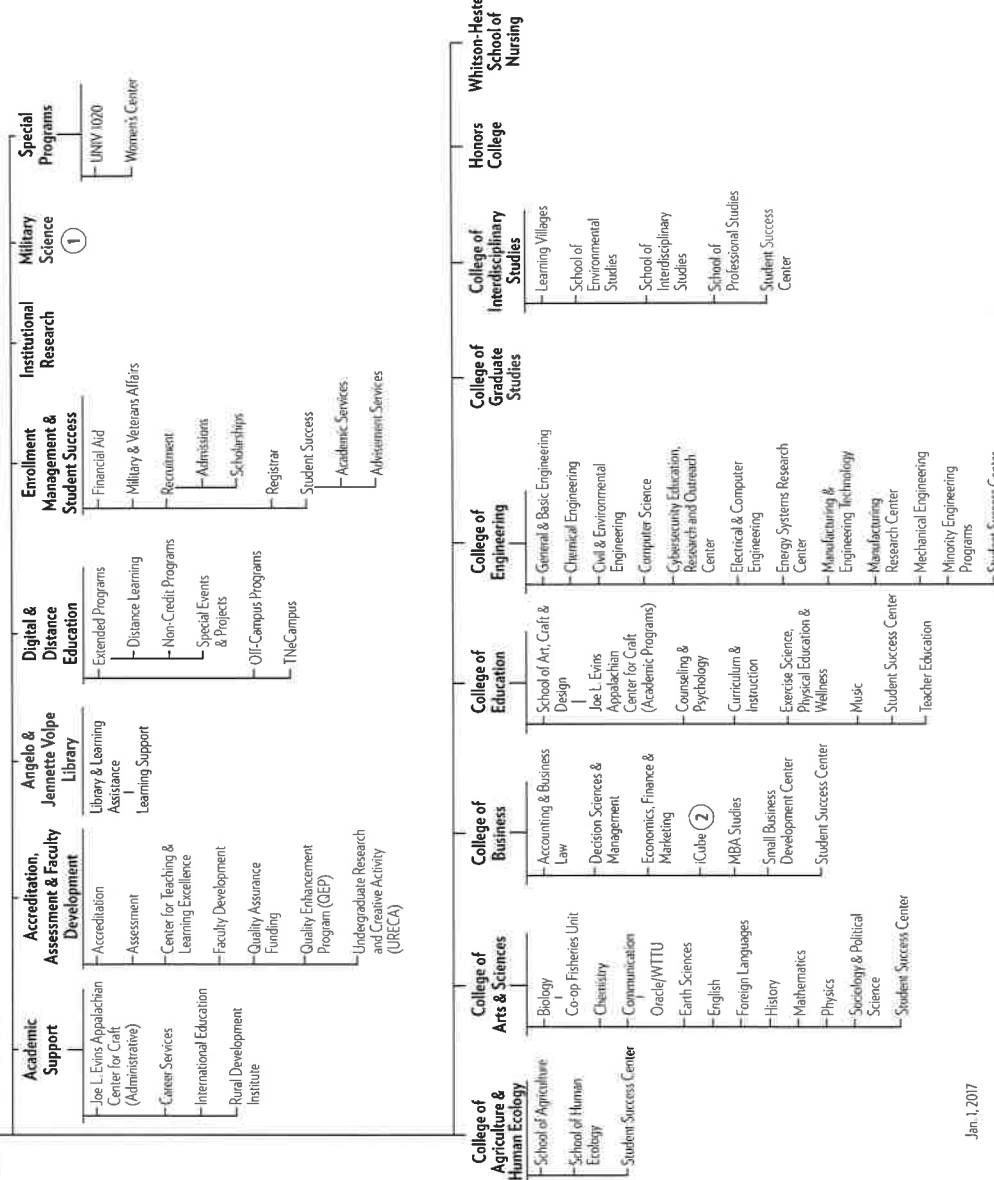 Academic
Support
Joe L. Evins Appalachian
Center for Craft
(Administrative)
Career Services
International Education
Rural Development
Institute
Accreditation,
Assessment & Faculty
Development
Accreditation
Assessment
Center for Teaching &
Learning Excellence
Faculty Development
Quality Assurance
Funding
Quality Enhancement
Program (QEP)
Undergraduate Research
and Creative Activity
(URECA)
Angelo &
Jennette Volpe
Library
Library & Learning
Assistance
Learning Support
Digital &
Distance
Education
Extended Programs
Distance Learning
Non-Credit Programs
Special Events
& Projects
Off-Campus Programs
TNeCampus
Enrollment
Management &
Student Success
Financial Aid
Military & Veterans Affairs
Recruitment
Admissions
Scholarships
Registrar
Student Success
Academic Services
Advisement Services
Institutional
Research
Military
Science
1
Special
Programs
UNIV 1020
Women's Center
College of
Agriculture &
Human Ecology
School of Agriculture
School of Human
Ecology
Student Success Center
College of
Arts & Sciences
Biology
Co-op Fisheries Unit
Chemistry
Communication
Oracle/WTTU
Earth Sciences
English
Foreign Languages
History
Mathematics
Physics
Sociology & Political
Science
Student Success Center
College of
Business
Accounting & Business
Law
Decision Sciences &
Management
Economics, Finance &
Marketing
iCube 2
MBA Studies
Small Business
Development Center
Student Success Center
College of
Education
School of Art, Craft &
Design
Joe L. Evins
Appalachian
Center for Craft
(Academic Programs)
Counseling &
Psychology
Curriculum &
Instruction
Exercise Science,
Physical Education &
Wellness
Music
Student Success Center
Teacher Education
College of
Engineering
General & Basic Engineering
Chemical Engineering
Civil & Environmental
Engineering
Computer Science
Cybersecurity Education,
Research and Outreach
Center
Electrical & Computer
Engineering
Energy Systems Research
Center
Manufacturing &
Engineering Technology
Manufacturing
Research Center
Mechanical Engineering
Minority Engineering
Programs
Student Success Center
College of
Graduate
Studies
College of
Interdisciplinary
Studies
Learning Villages
School of
Environmental
Studies
School of
Interdisciplinary
Studies
School of
Professional Studies
Student Success
Center
Honors
College
Whitson-Heste
School of
Nursing
Jan. 1, 2017